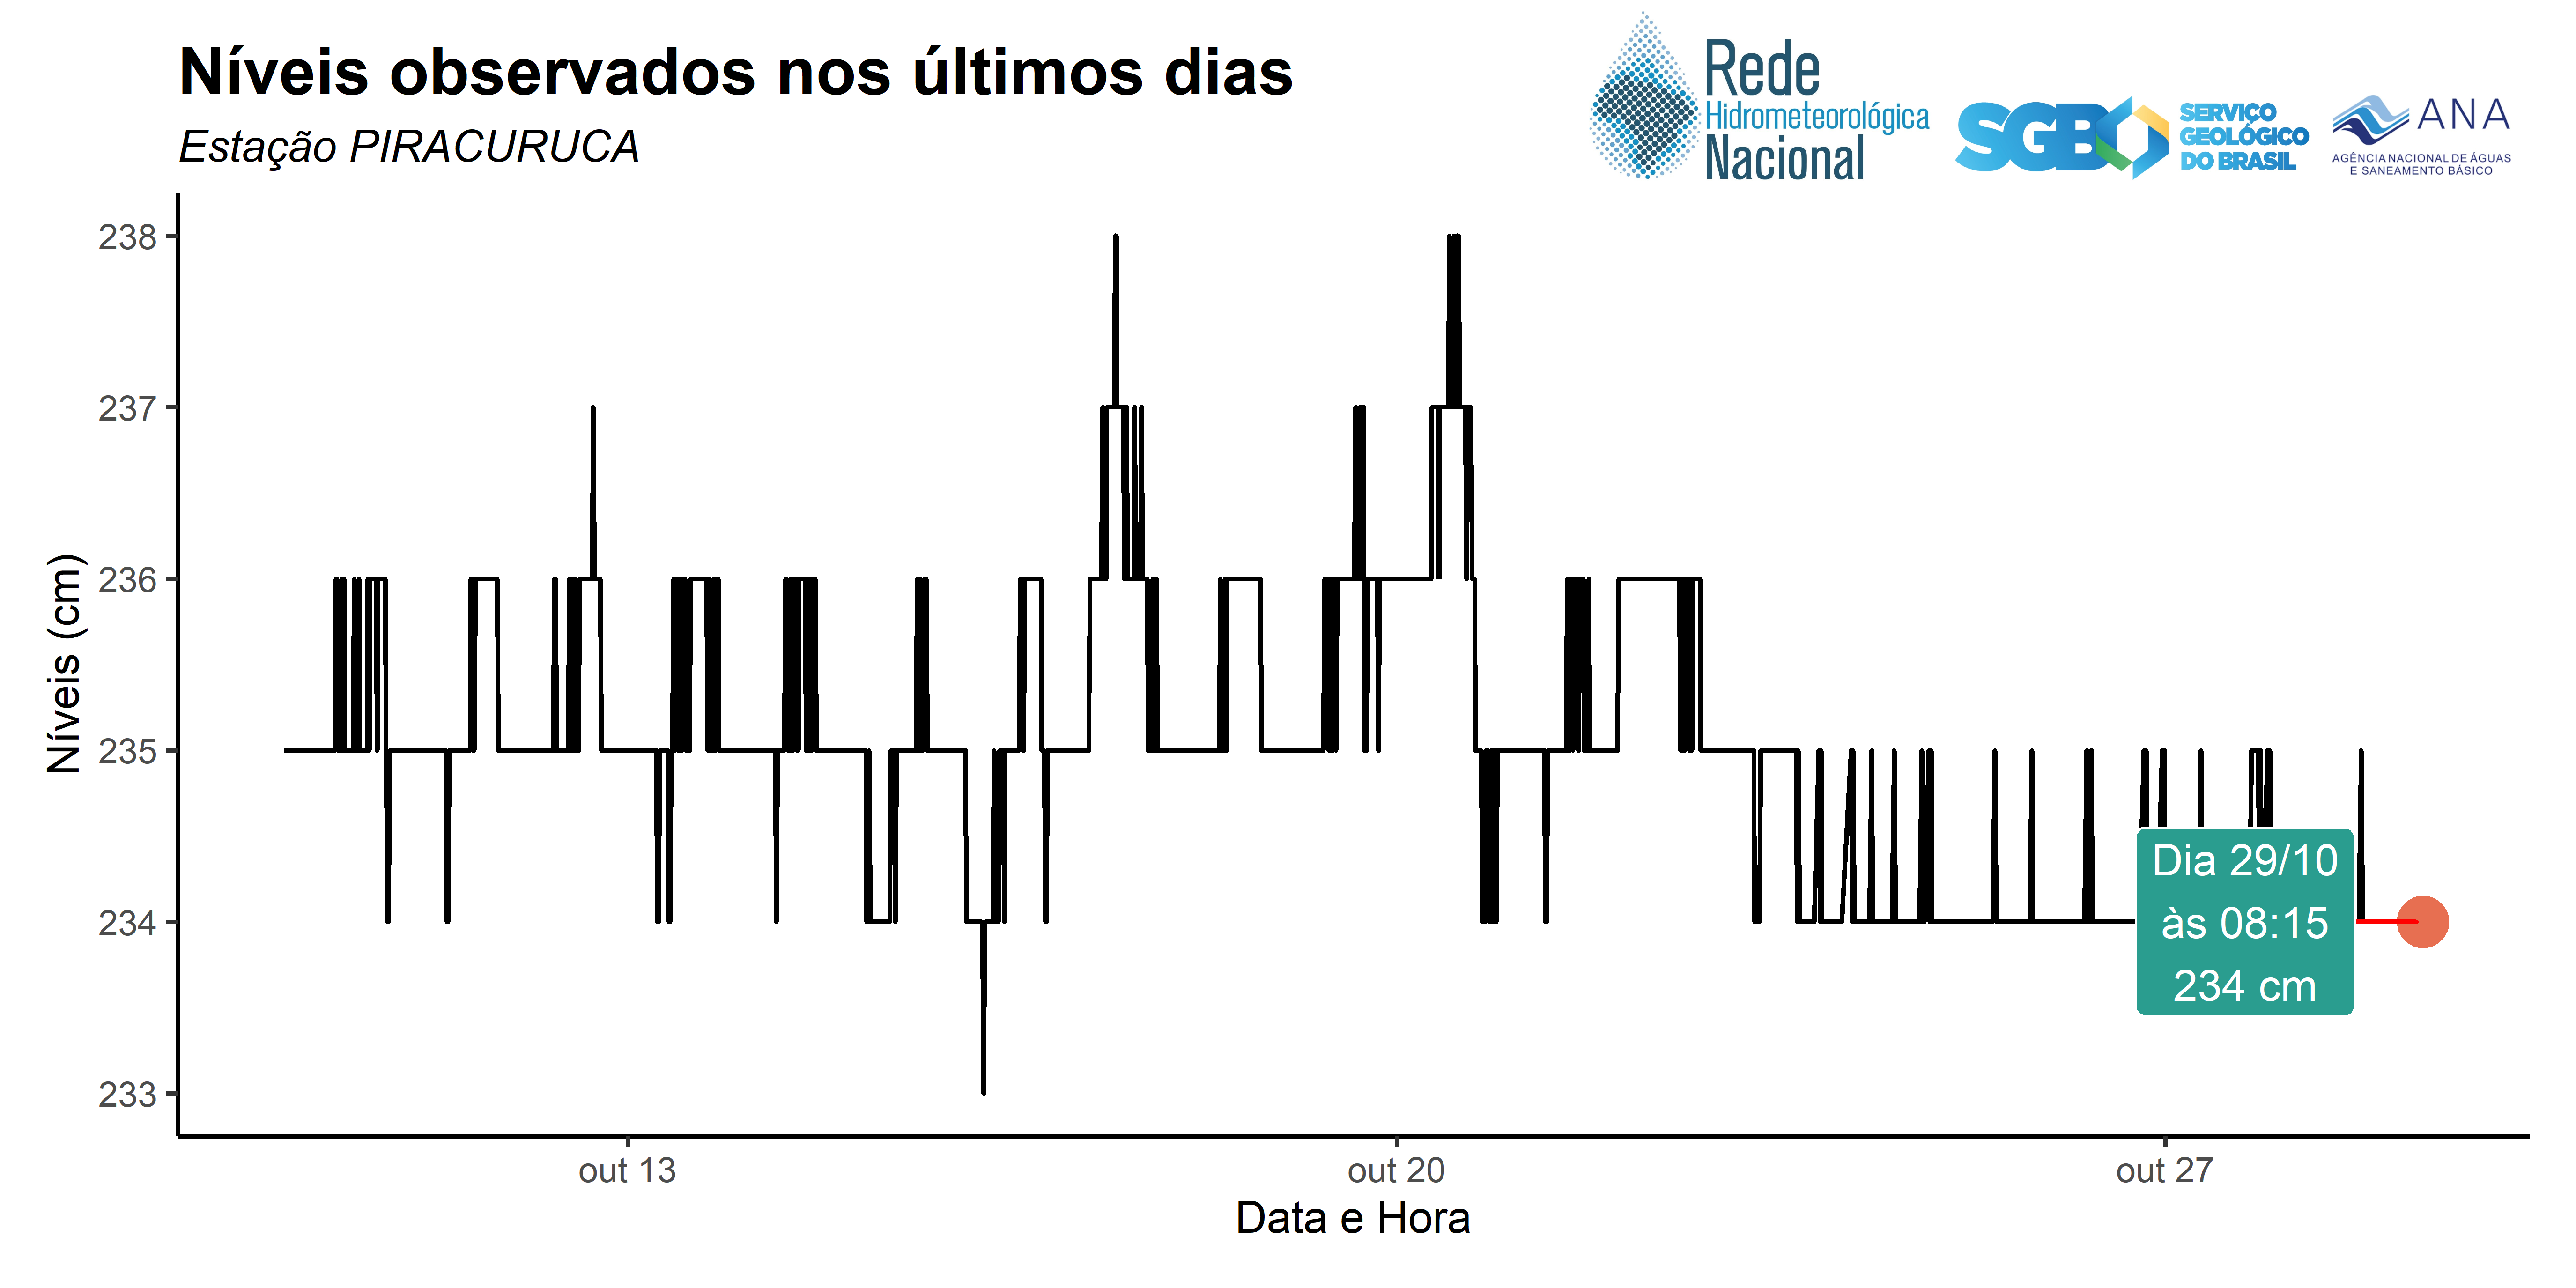 Níveis observados nos últimos dias
Estação PIRACURUCA
Rede
Hidrometeorológica
Nacional
SGB
SERVIÇO
GEOLÓGICO
DO BRASIL
ANA
AGÊNCIA NACIONAL DE ÁGUAS
E SANEAMENTO BÁSICO
Níveis (cm)
238
237
236
235
234
233
Dia 29/10
às 08:15
234 cm
out 13
out 20
out 27
Data e Hora